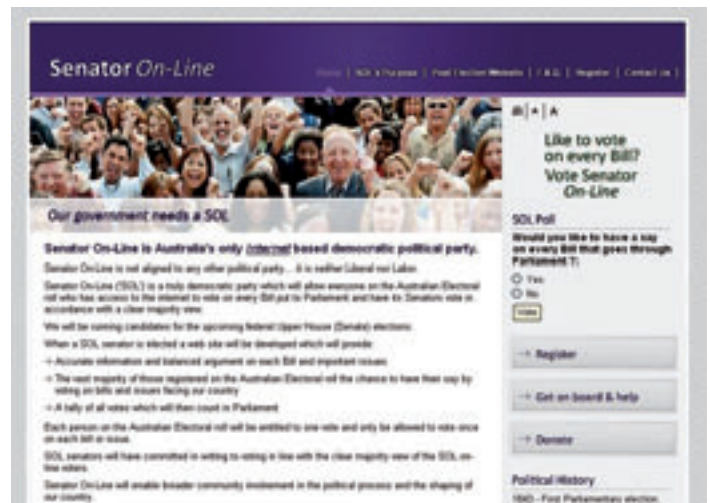 Senator On-Line
Home | SOL's Purpose | Post Election Website | F.A.Q. | Register | Contact Us |
A
Like to vote
on every Bill?
Vote Senator
On-Line
Our government needs a SOL
Senator On-Line is Australia's only internet based democratic political party.
Senator On-Line is not aligned to any other political party... it is neither Liberal nor Labor.
Senator On-Line ('SOL') is a truly democratic party which will allow everyone on the Australian Electoral
roll who has access to the internet to vote on every Bill put to Parliament and have its Senators vote in
accordance with a clear majority view.
We will be running candidates for the upcoming federal Upper House (Senate) elections.
When a SOL senator is elected a web site will be developed which will provide:
→ Accurate information and balanced argument on each Bill and important issues
→ The vast majority of those registered on the Australian Electoral roll the chance to have their say by
voting on bills and issues facing our country
→ A tally of all votes which will then count in Parliament
Each person on the Australian Electoral roll will be entitled to one vote and only be allowed to vote once
on each bill or issue.
SOL senators will have committed in writing to voting in line with the clear majority view of the SOL on-
line voters.
Senator On-Line will enable broader community involvement in the political process and the shaping of
our country.
SOL Poll
Would you like to have a say
on every Bill that goes through
Parliament ?:
Yes
No
Vote
→ Register
→ Get on board & help
→ Donate
Political History
1843 - First Parliamentary election